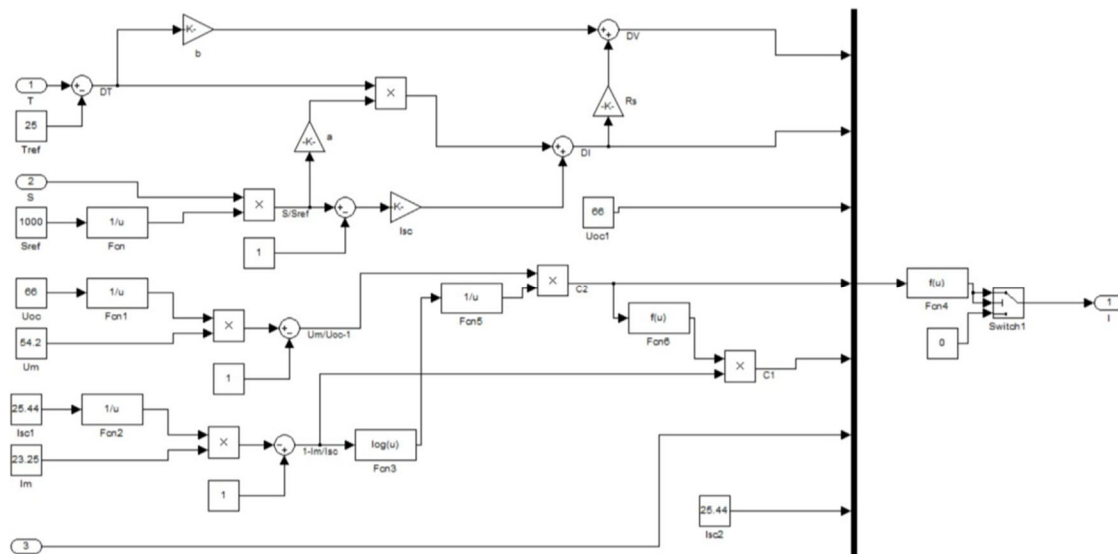 -K-
b
DV
1
T
DT
25
Tref
×
-K-
Rs
-K-
a
DI
2
S
1000
Sref
1/u
Fcn
×
S/Sref
K-
Isc
1
66
Uoc1
66
Uoc
1/u
Fcn1
54.2
Um
×
Um/Uoc-1
1
1/u
Fcn5
×
C2
f(u)
Fcn6
×
C1
f(u)
Fcn4
0
Switch1
1
I
25.44
Isc1
1/u
Fcn2
23.25
Im
×
1-Im/Isc
1
log(u)
Fcn3
25.44
Isc2
3